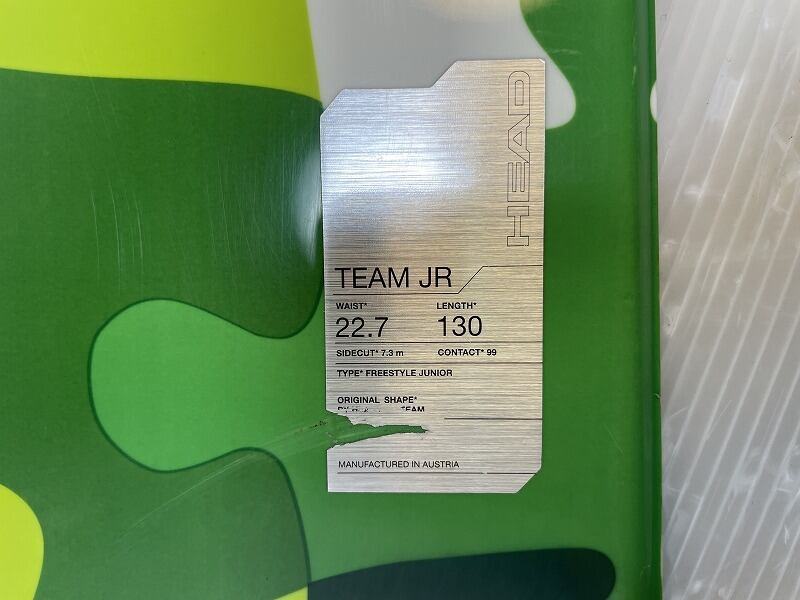 HEAD
TEAM JR
WAIST* LENGTH*
22.7 130
SIDECUT* 7.3 m CONTACT* 99
TYPE* FREESTYLE JUNIOR
ORIGINAL SHAPE*
MANUFACTURED IN AUSTRIA